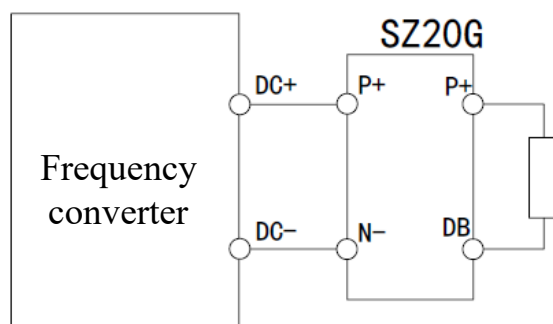 SZ20G
DC+
P+
P+
Frequency
converter
DC-
N-
DB